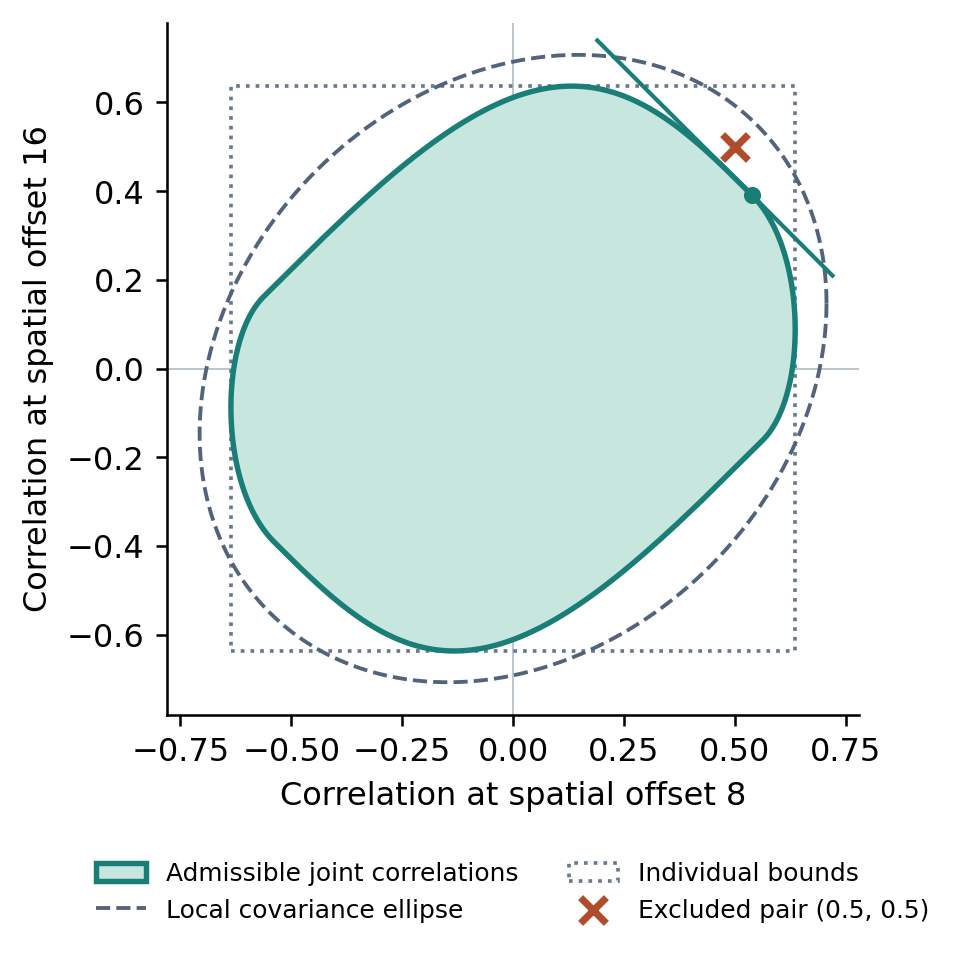 Correlation at spatial offset 16
0.6
0.4
0.2
0.0
−0.2
−0.4
−0.6
−0.75 −0.50 −0.25 0.00 0.25 0.50 0.75
Correlation at spatial offset 8
Admissible joint correlations
Local covariance ellipse
Individual bounds
Excluded pair (0.5, 0.5)